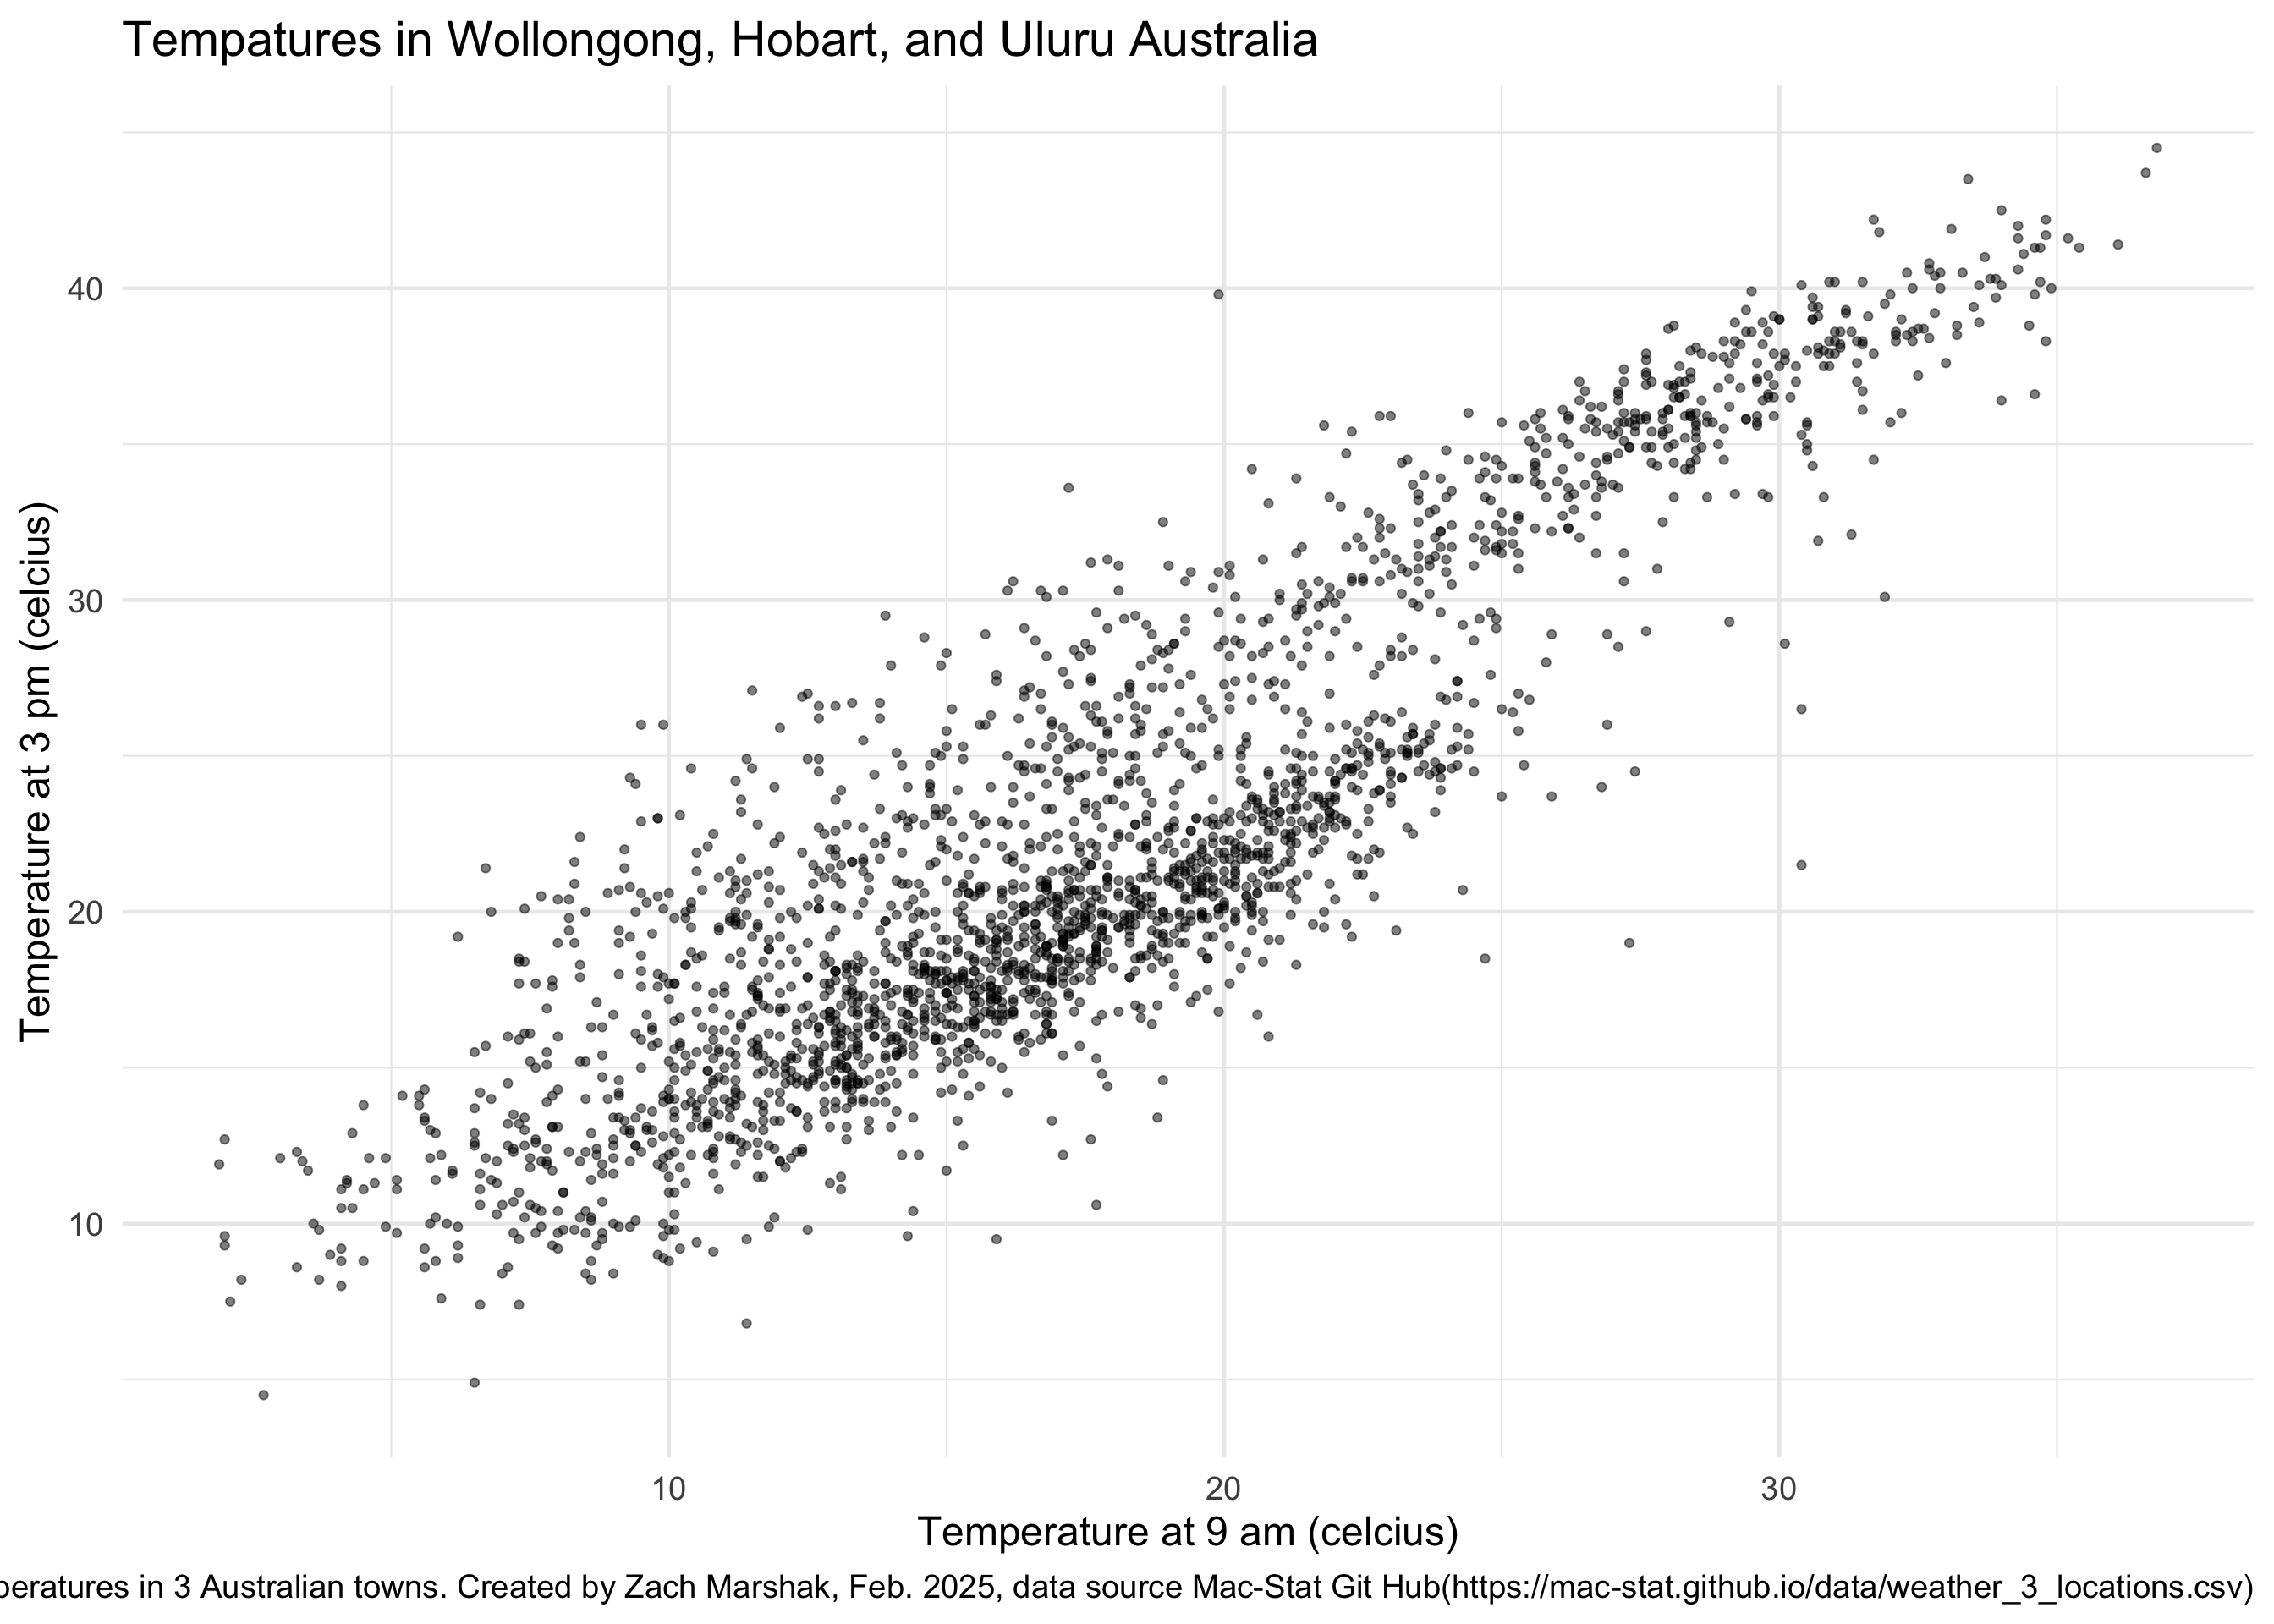 Tempatures in Wollongong, Hobart, and Uluru Australia
Temperature at 3 pm (celcius)
40
30
20
10
10
20
30
Temperature at 9 am (celcius)
peratures in 3 Australian towns. Created by Zach Marshak, Feb. 2025, data source Mac-Stat Git Hub(https://mac-stat.github.io/data/weather_3_locations.csv)